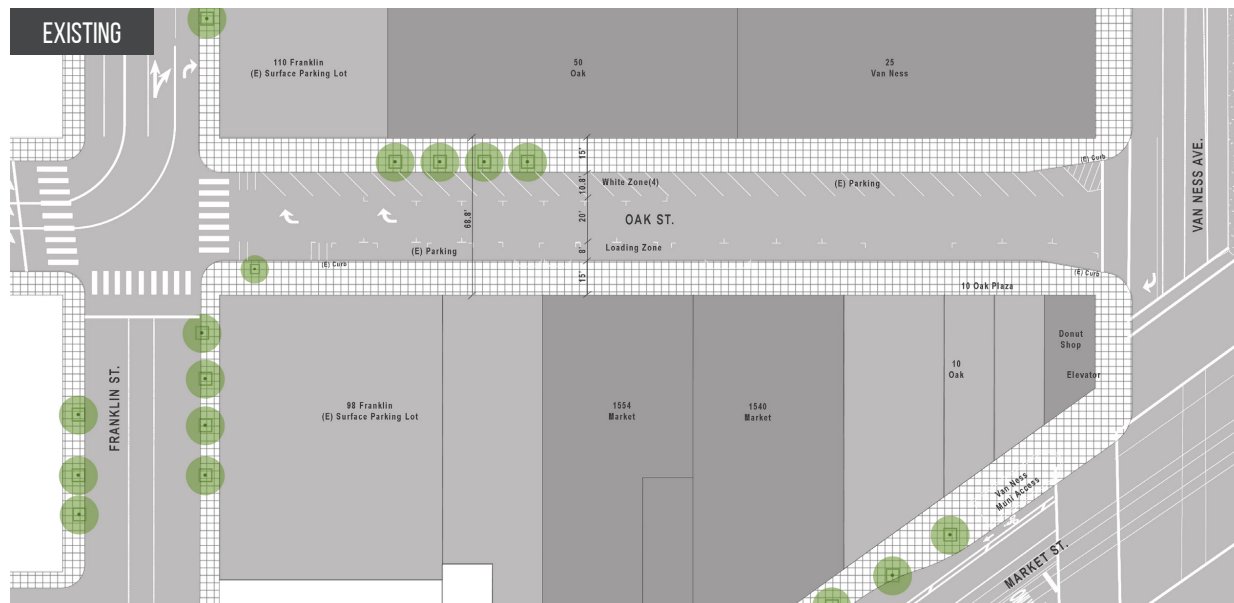 EXISTING
110 Franklin
(E) Surface Parking Lot
50
Oak
25
Van Ness
15'
(E) Curb
10.8'
White Zone(4)
(E) Parking
VAN NESS AVE.
68.8'
20'
OAK ST.
(E) Parking
8'
Loading Zone
(E) Curb
15'
(E) Curb
10 Oak Plaza
Donut
Shop
10
Oak
Elevator
FRANKLIN ST.
98 Franklin
(E) Surface Parking Lot
1554
Market
1540
Market
Van Ness
Muni Access
MARKET ST.